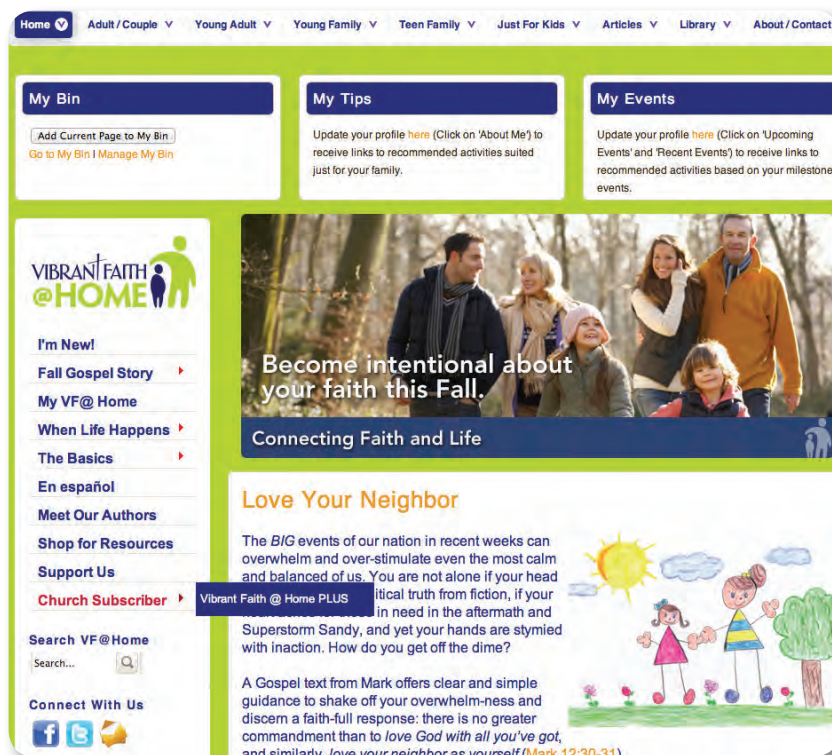 Home Adult / Couple Young Adult Young Family Teen Family Just For Kids Articles Library About / Contact
My Bin
Add Current Page to My Bin
Go to My Bin | Manage My Bin
My Tips
Update your profile here (Click on 'About Me') to
receive links to recommended activities suited
just for your family.
My Events
Update your profile here (Click on 'Upcoming
Events' and 'Recent Events') to receive links to
recommended activities based on your milestone
events.
VIBRANT FAITH
@HOME
I'm New!
Fall Gospel Story
My VF@ Home
When Life Happens
The Basics
En español
Meet Our Authors
Shop for Resources
Support Us
Church Subscriber
Vibrant Faith @ Home PLUS
Search VF@Home
Search...
Connect With Us
Become intentional about
your faith this Fall.
Connecting Faith and Life
Love Your Neighbor
The BIG events of our nation in recent weeks can
overwhelm and over-stimulate even the most calm
and balanced of us. You are not alone if your head
itical truth from fiction, if your
in need in the aftermath and
Superstorm Sandy, and yet your hands are stymied
with inaction. How do you get off the dime?
A Gospel text from Mark offers clear and simple
guidance to shake off your overwhelm-ness and
discern a faith-full response: there is no greater
commandment than to love God with all you've got,
and similarly, love your neighbor as yourself (Mark 12:30-31)